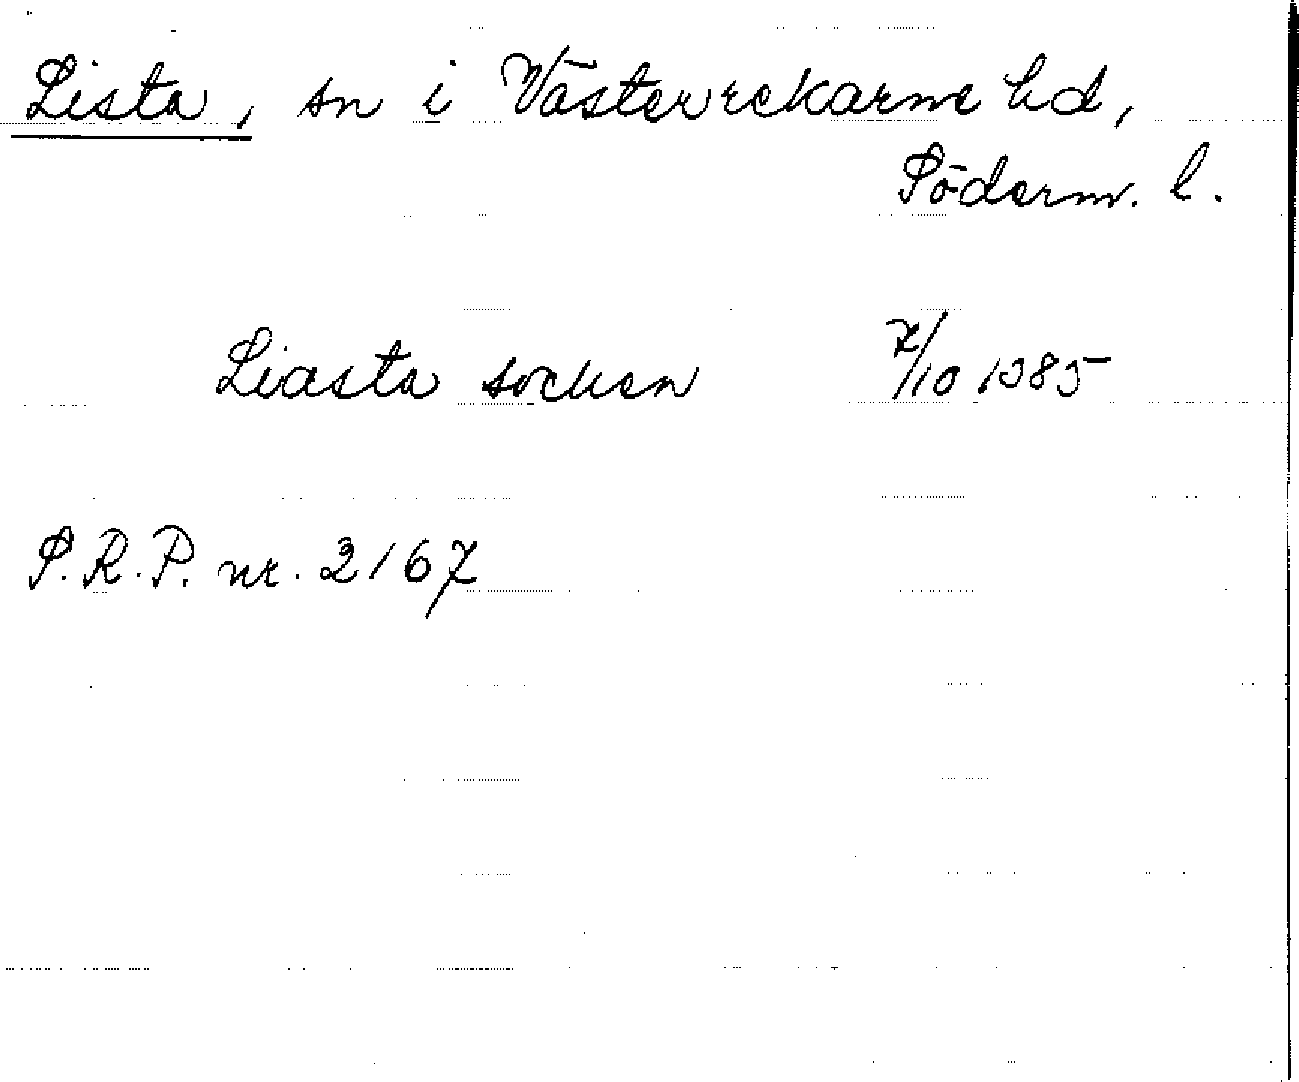 Lista, sn i Västerrekarne hd,
Söderm. l.
Liasta socken 7/10 1385
S.R.P. nr. 2167